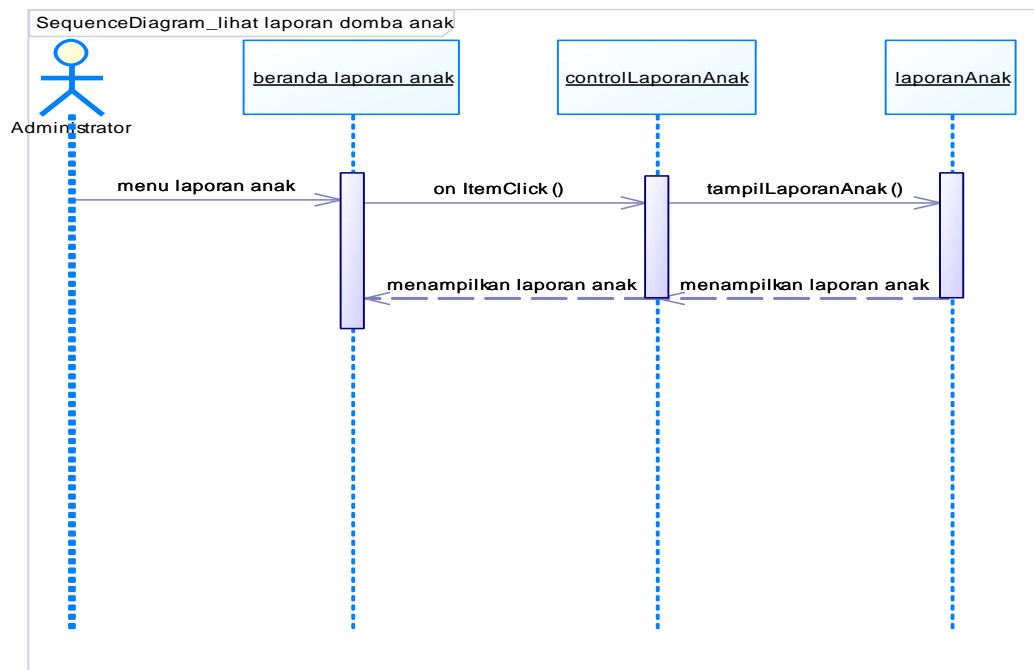 SequenceDiagram_lihat laporan domba anak
beranda laporan anak
controlLaporanAnak
laporanAnak
Administrator
menu laporan anak
on ItemClick ()
tampilLaporanAnak ()
menampilkan laporan anak
menampilkan laporan anak